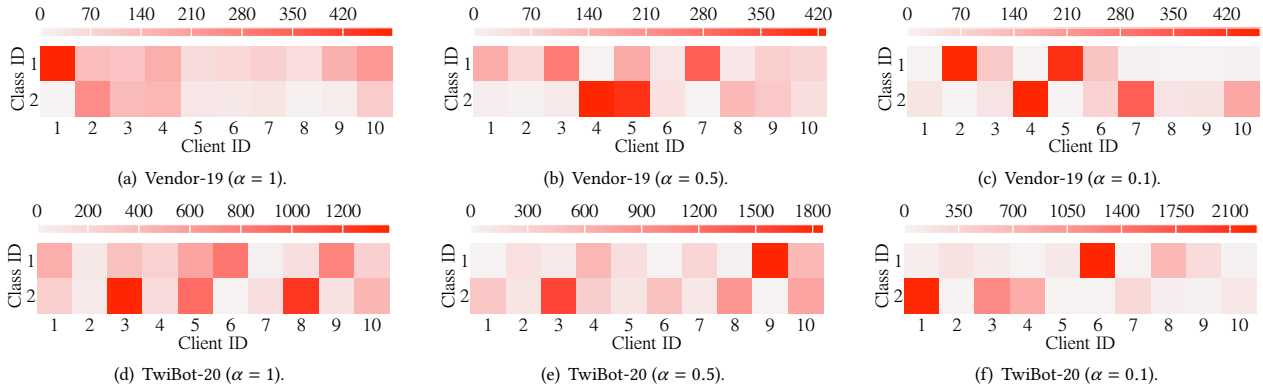 0 70 140 210 280 350 420
Class ID
1
2
1 2 3 4 5 6 7 8 9 10
Client ID
(a) Vendor-19 (α = 1).
0 70 140 210 280 350 420
Class ID
1
2
1 2 3 4 5 6 7 8 9 10
Client ID
(b) Vendor-19 (α = 0.5).
0 70 140 210 280 350 420
Class ID
1
2
1 2 3 4 5 6 7 8 9 10
Client ID
(c) Vendor-19 (α = 0.1).
0 200 400 600 800 1000 1200
Class ID
1
2
1 2 3 4 5 6 7 8 9 10
Client ID
(d) TwiBot-20 (α = 1).
0 300 600 900 1200 1500 1800
Class ID
1
2
1 2 3 4 5 6 7 8 9 10
Client ID
(e) TwiBot-20 (α = 0.5).
0 350 700 1050 1400 1750 2100
Class ID
1
2
1 2 3 4 5 6 7 8 9 10
Client ID
(f) TwiBot-20 (α = 0.1).